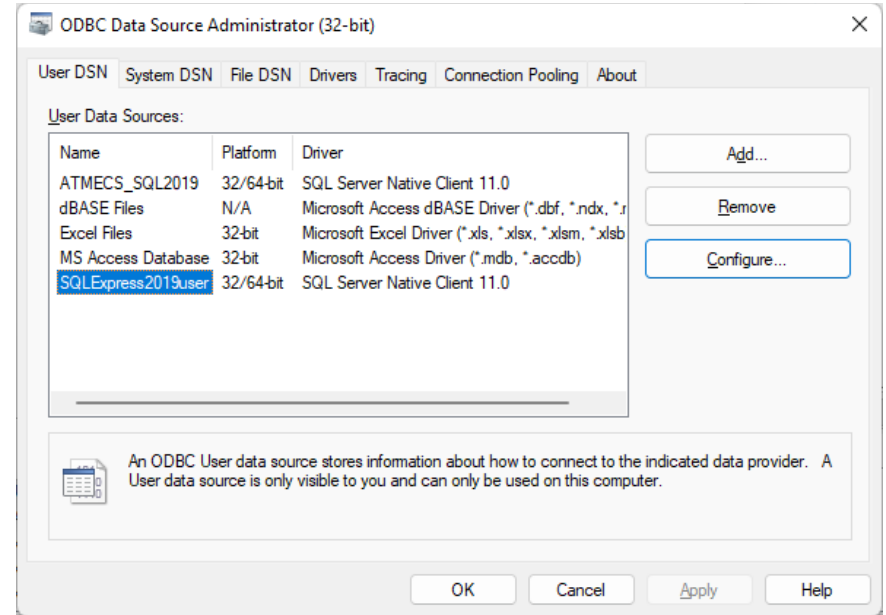 ODBC Data Source Administrator (32-bit)
User DSN System DSN File DSN Drivers Tracing Connection Pooling About
User Data Sources:
Name Platform Driver
ATMECS_SQL2019 32/64-bit SQL Server Native Client 11.0
dBASE Files N/A Microsoft Access dBASE Driver (*.dbf, *.ndx, *.
Excel Files 32-bit Microsoft Excel Driver (*.xls, *.xlsx, *.xlsm, *.xlsb
MS Access Database 32-bit Microsoft Access Driver (*.mdb, *.accdb)
SQLExpress2019user 32/64-bit SQL Server Native Client 11.0
Add...
Remove
Configure...
An ODBC User data source stores information about how to connect to the indicated data provider. A
User data source is only visible to you and can only be used on this computer.
OK Cancel Apply Help